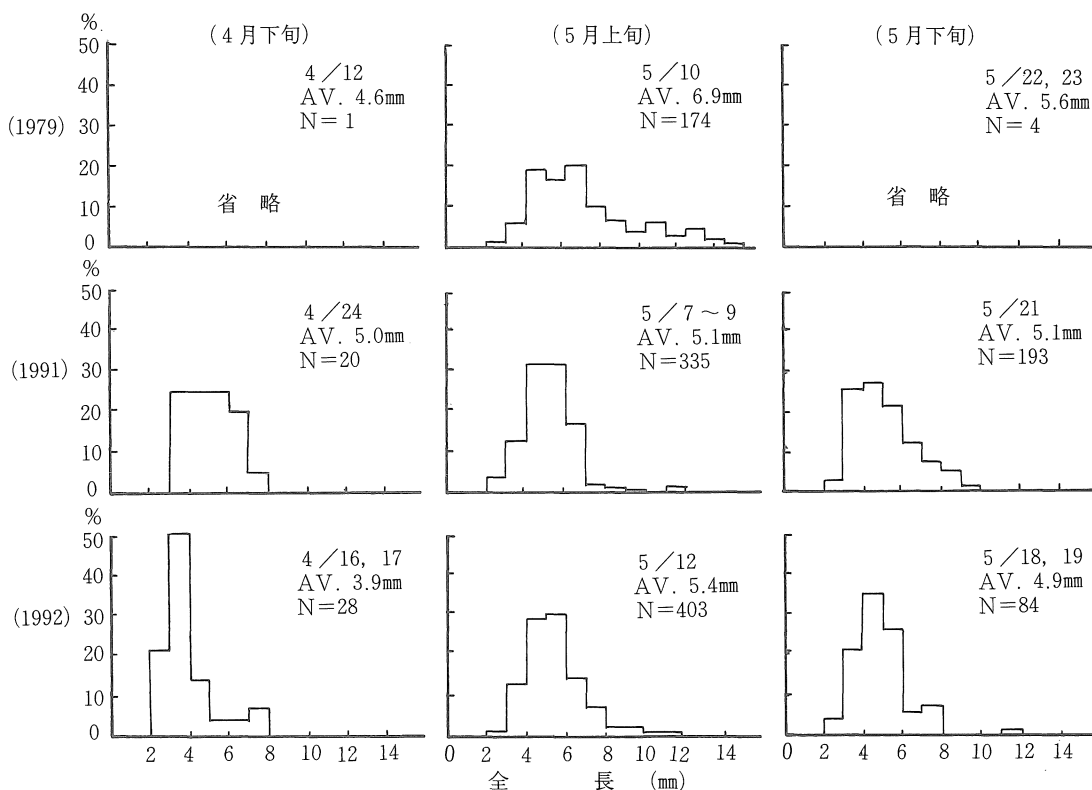 (4月下旬) (5月上旬) (5月下旬)
%
50
40
30
20
10
0
(1979)
4/12
AV. 4.6mm
N=1
省 略
5/10
AV. 6.9mm
N=174
5/22, 23
AV. 5.6mm
N=4
省 略
%
50
40
30
20
10
0
(1991)
4/24
AV. 5.0mm
N=20
5/7~9
AV. 5.1mm
N=335
5/21
AV. 5.1mm
N=193
%
50
40
30
20
10
0
(1992)
4/16, 17
AV. 3.9mm
N=28
5/12
AV. 5.4mm
N=403
5/18, 19
AV. 4.9mm
N=84
2 4 6 8 10 12 14 0 2 4 6 8 10 12 14 0 2 4 6 8 10 12 14
全 長 (mm)